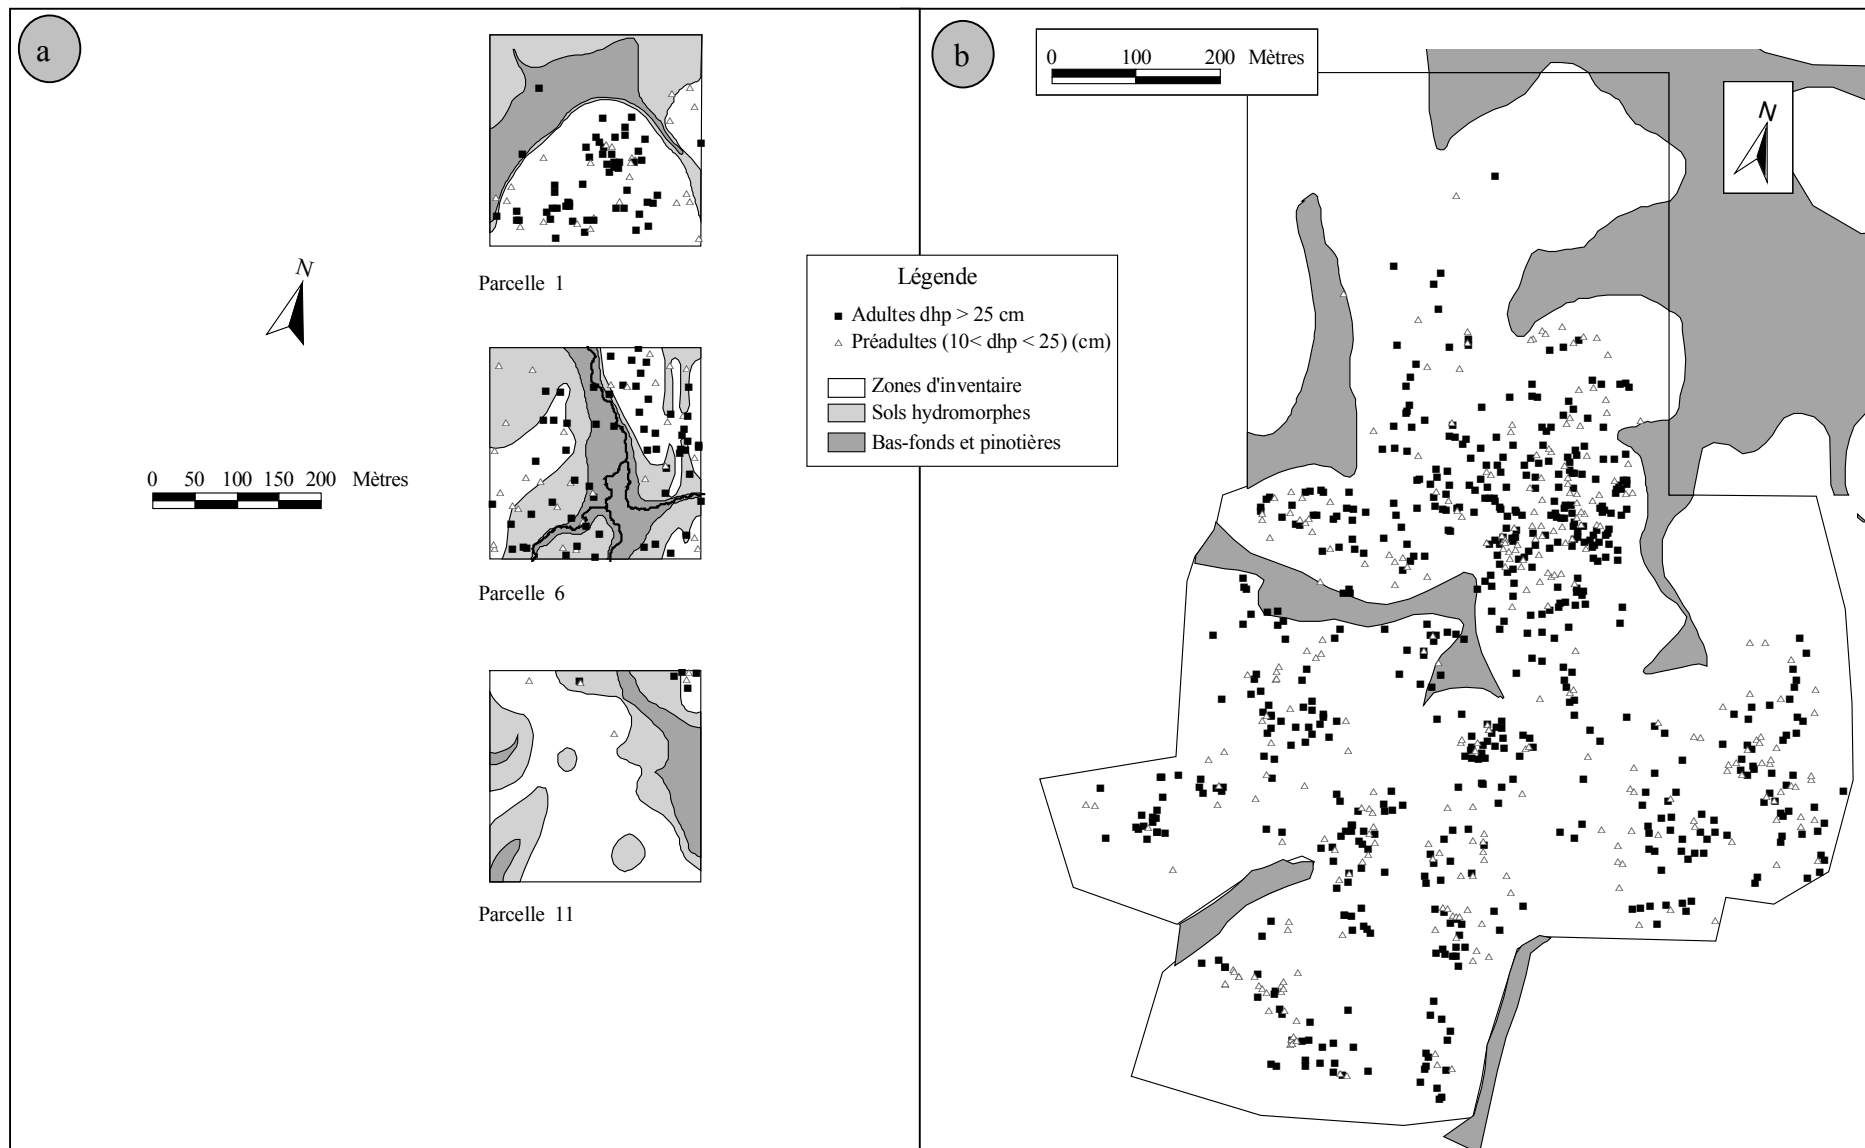 a
Parcelle 1
N
Parcelle 6
0 50 100 150 200 Mètres
Parcelle 11
Légende
Adultes dhp > 25 cm
Préadultes (10< dhp < 25) (cm)
Zones d'inventaire
Sols hydromorphes
Bas-fonds et pinotières
b
0 100 200 Mètres
N